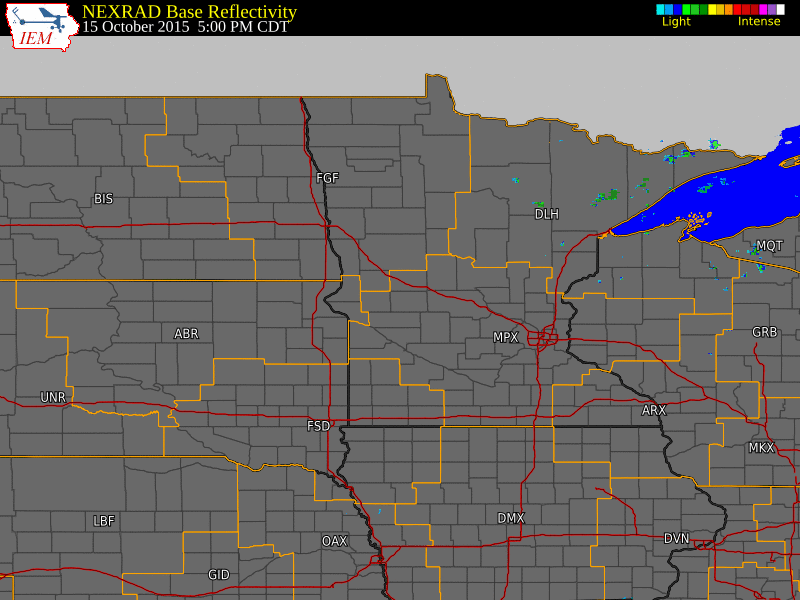 NEXRAD Base Reflectivity
15 October 2015  5:00 PM CDT
IEM
Light Intense
FGF
BIS
DLH
MQT
ABR
MPX
GRB
UNR
ARX
FSD
MKX
LBF
DMX
OAX
DVN
GID